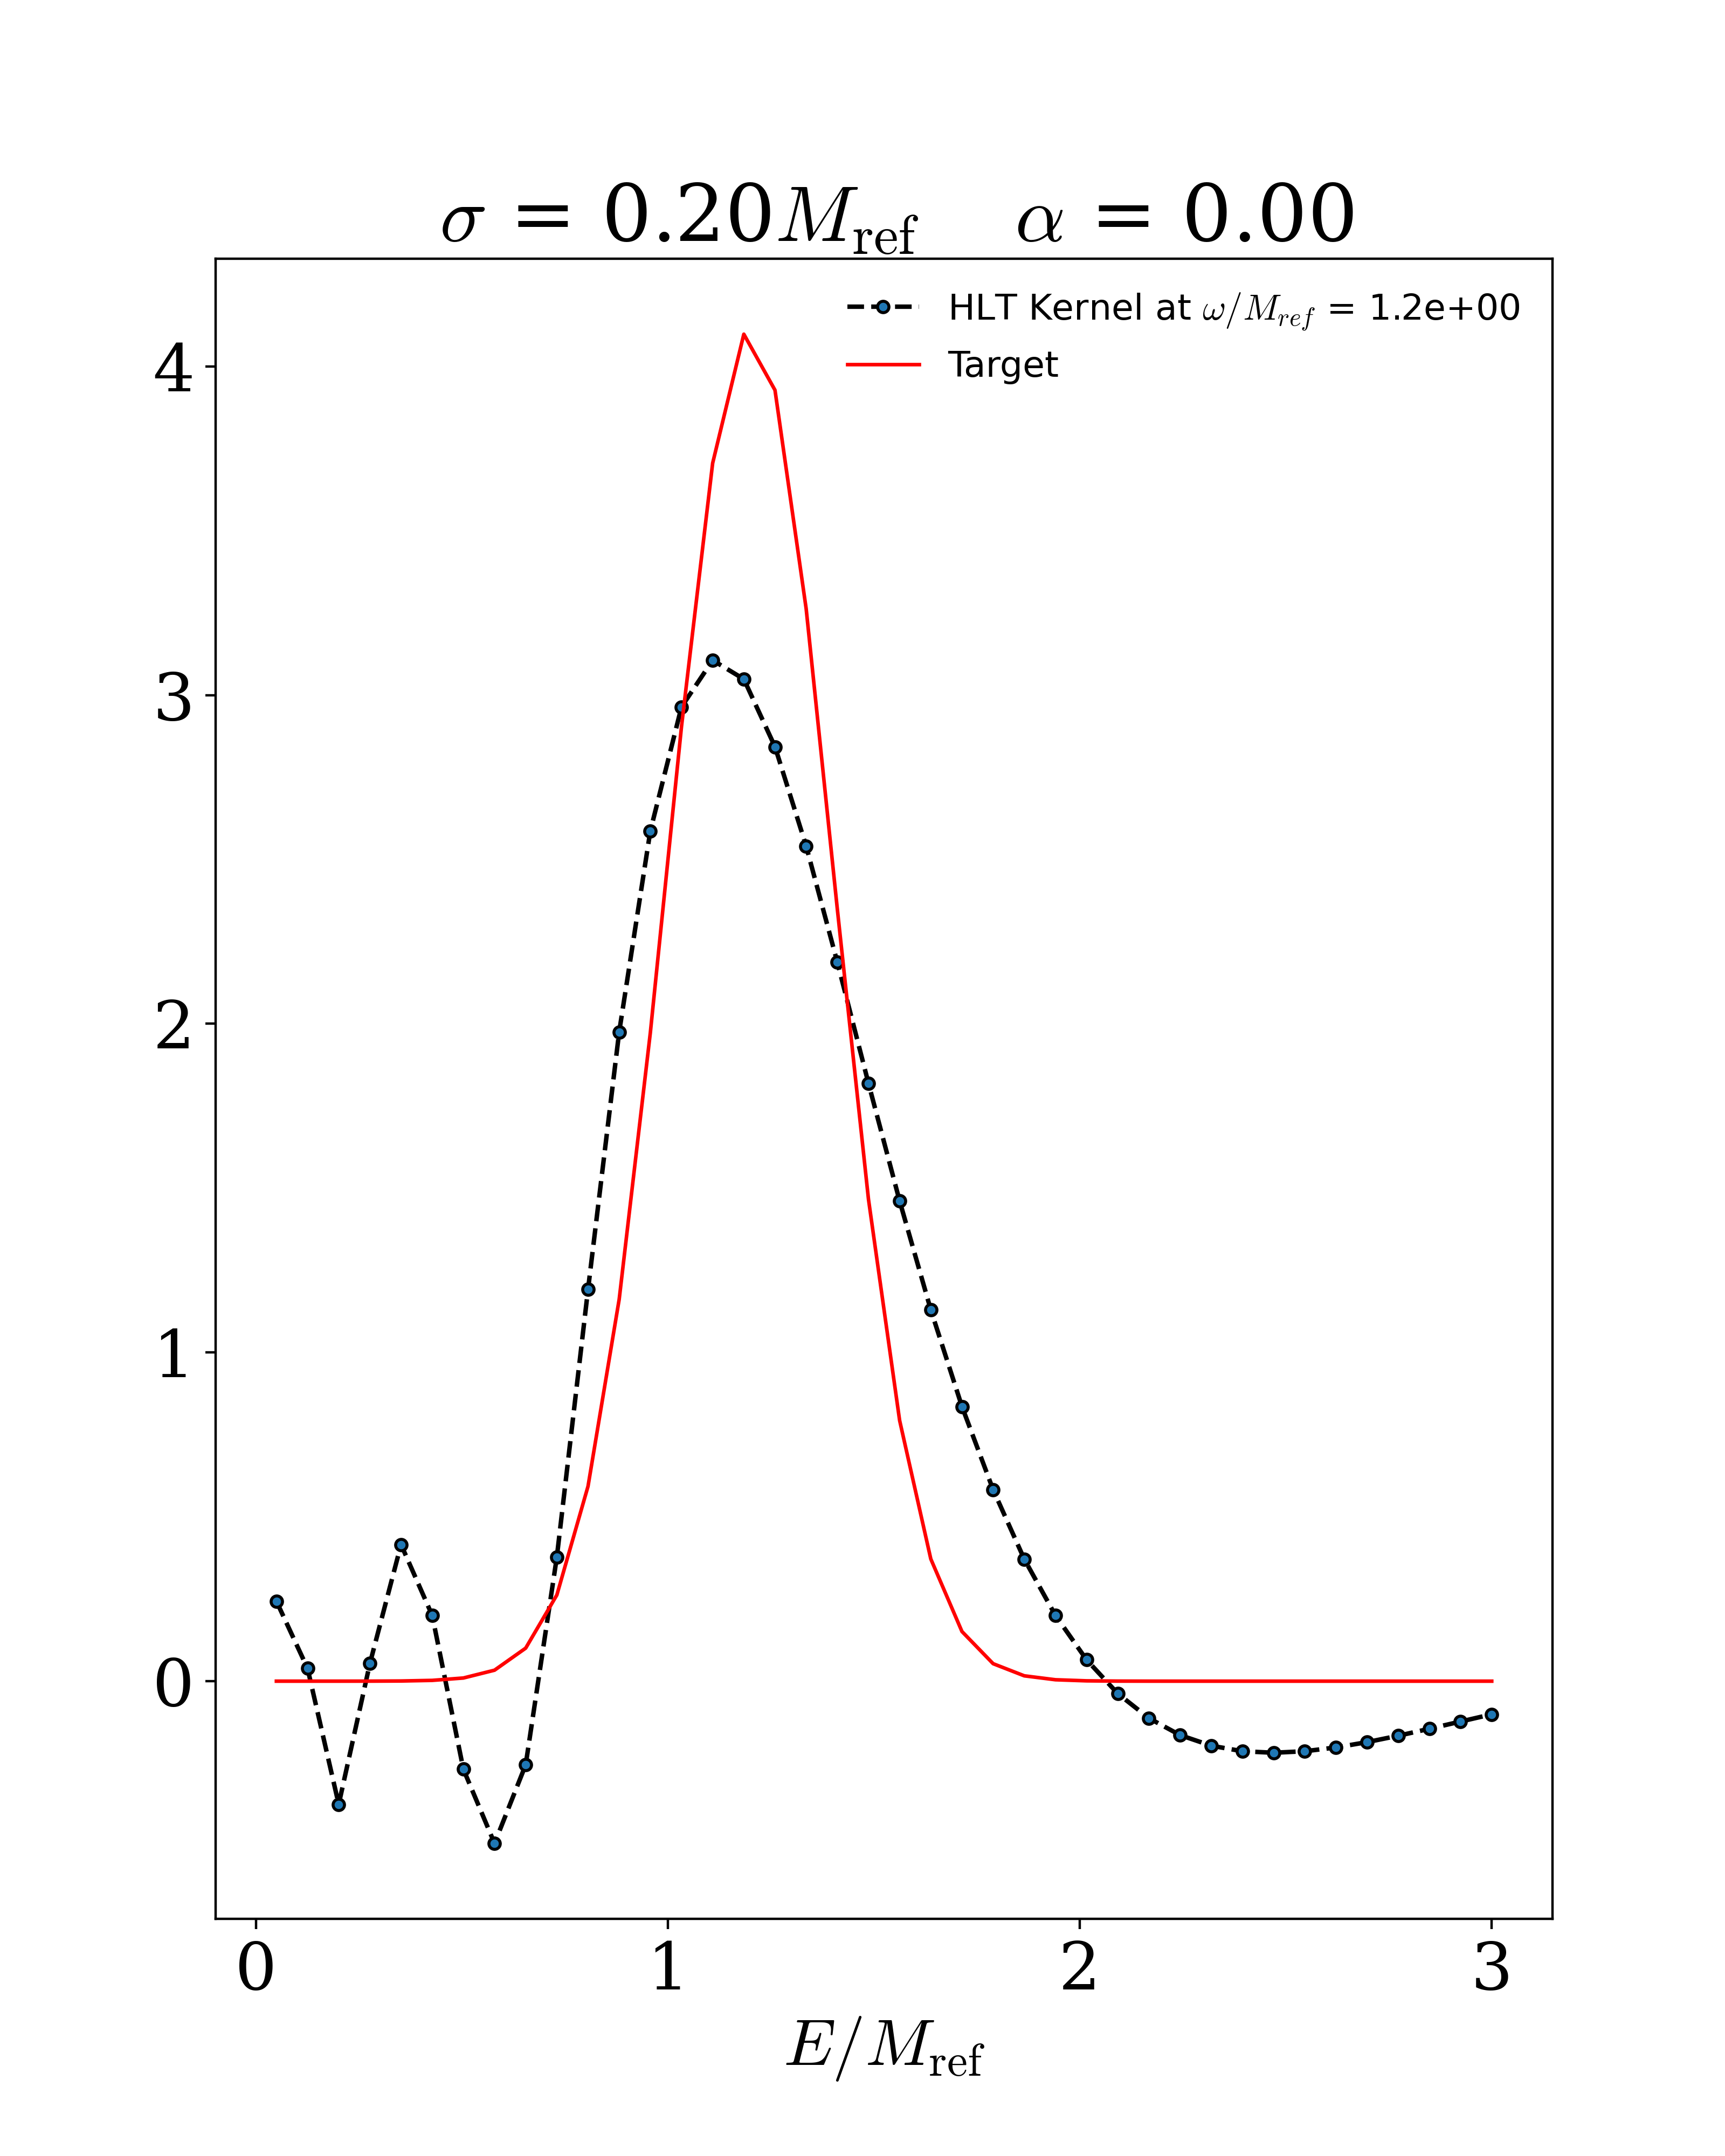 σ = 0.20M_ref α = 0.00
HLT Kernel at ω/M_ref = 1.2e+00
Target
4
3
2
1
0
0 1 2 3
E/M_ref